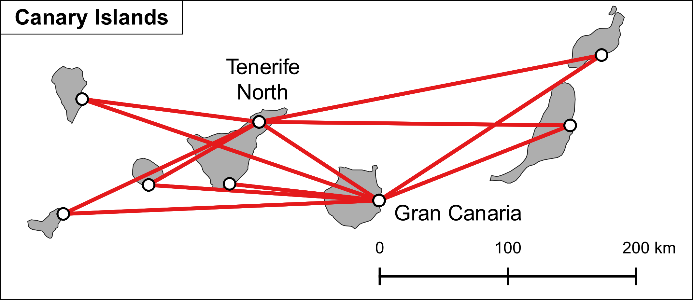 Canary Islands
Tenerife
North
Gran Canaria
0 100 200 km